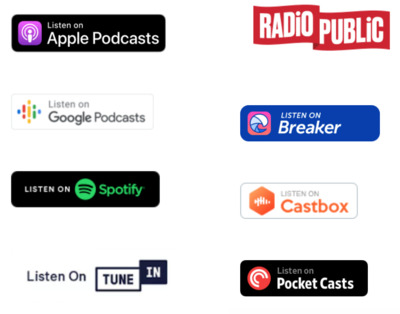 Listen on
Apple Podcasts
RADiO PUBLiC
Listen on
Google Podcasts
LISTEN ON
Breaker
LISTEN ON Spotify
LISTEN ON
Castbox
Listen On TUNE IN
Listen on
Pocket Casts